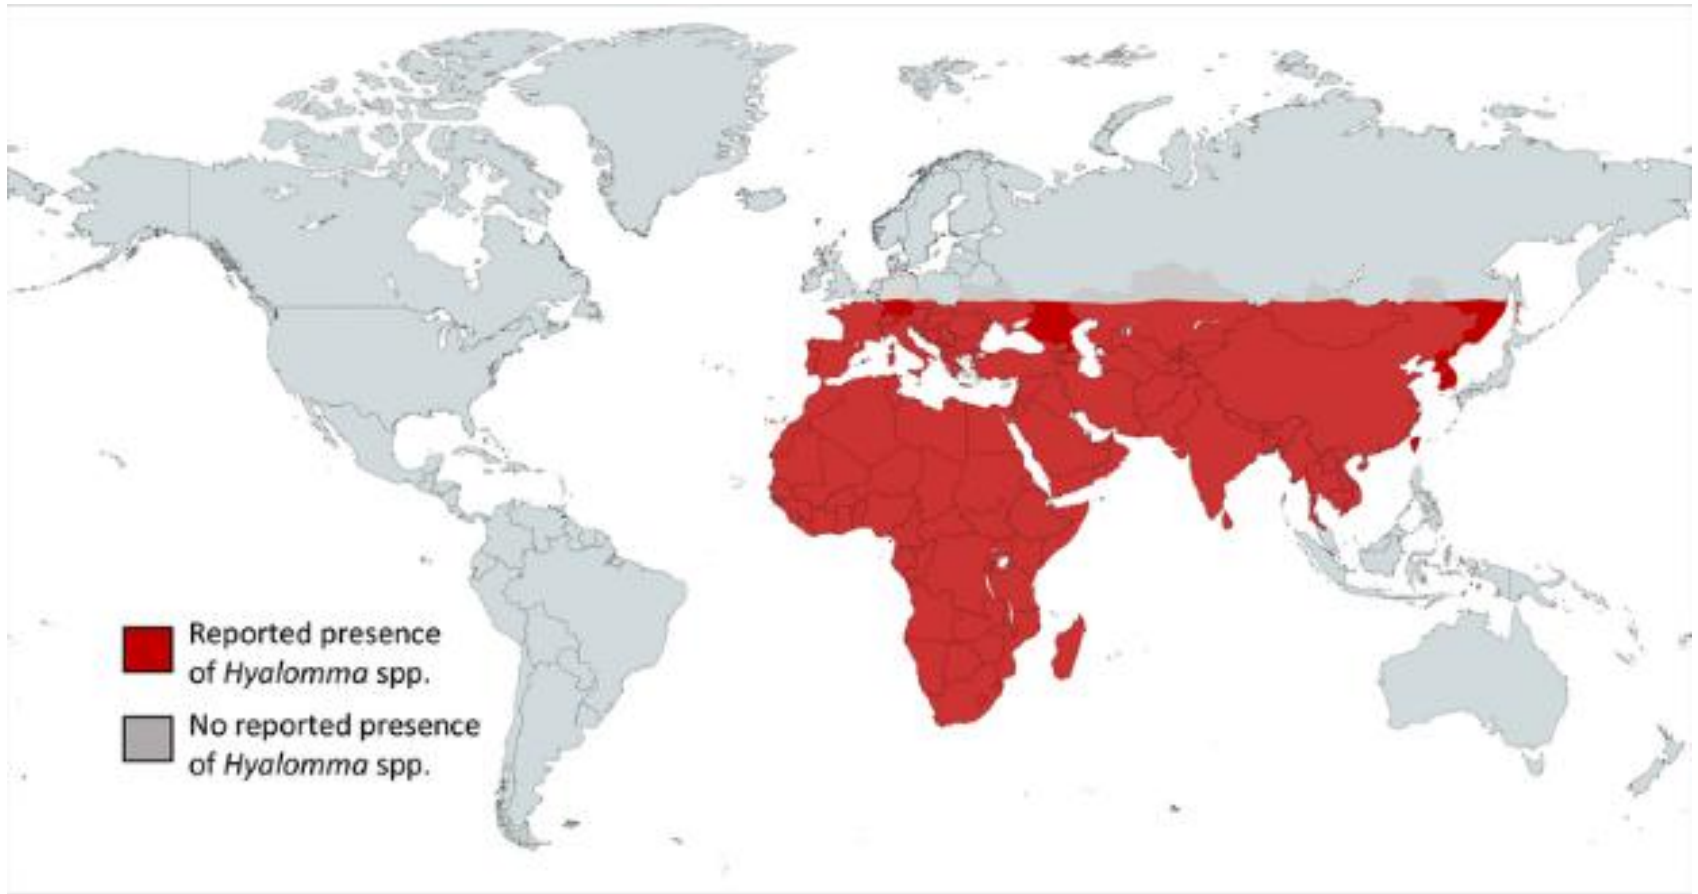 Reported presence
of Hyalomma spp.
No reported presence
of Hyalomma spp.